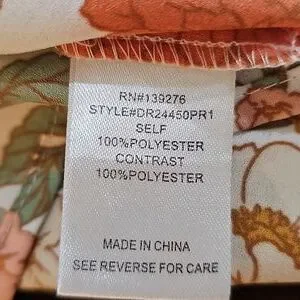 RN#139276
STYLE#DR24450PR1
SELF
100%POLYESTER
CONTRAST
100%POLYESTER
MADE IN CHINA
SEE REVERSE FOR CARE